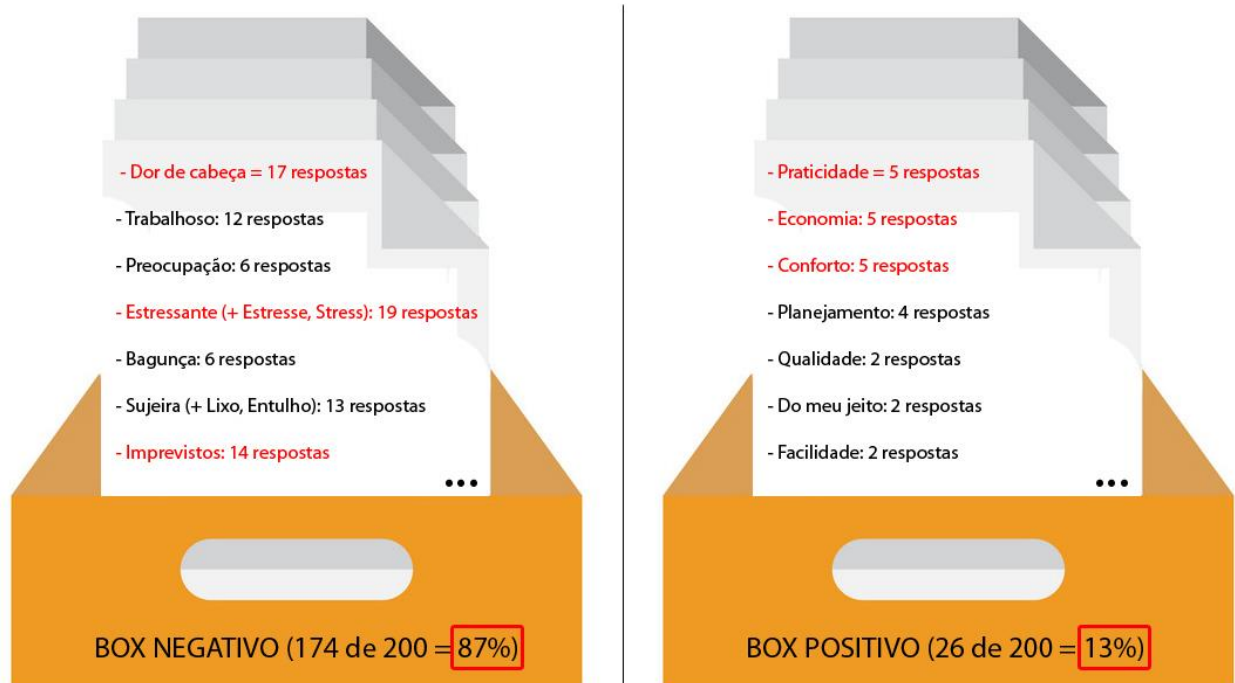 - Dor de cabeça = 17 respostas
- Trabalhoso: 12 respostas
- Preocupação: 6 respostas
- Estressante (+ Estresse, Stress): 19 respostas
- Bagunça: 6 respostas
- Sujeira (+ Lixo, Entulho): 13 respostas
- Imprevistos: 14 respostas
...
BOX NEGATIVO (174 de 200 = 87%)
- Praticidade = 5 respostas
- Economia: 5 respostas
- Conforto: 5 respostas
- Planejamento: 4 respostas
- Qualidade: 2 respostas
- Do meu jeito: 2 respostas
- Facilidade: 2 respostas
...
BOX POSITIVO (26 de 200 = 13%)